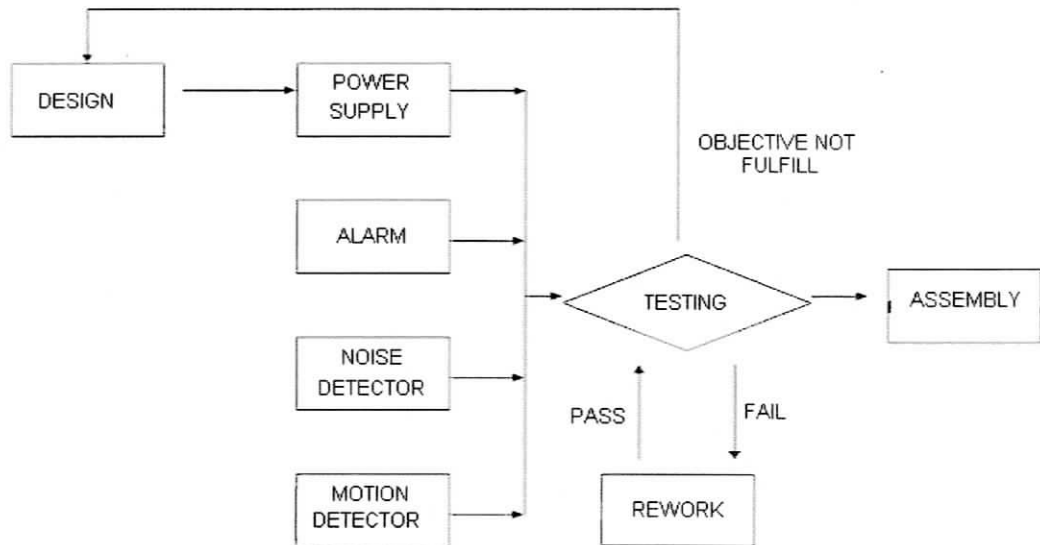 DESIGN
POWER
SUPPLY
OBJECTIVE NOT
FULFILL
ALARM
TESTING
ASSEMBLY
NOISE
DETECTOR
PASS
FAIL
MOTION
DETECTOR
REWORK